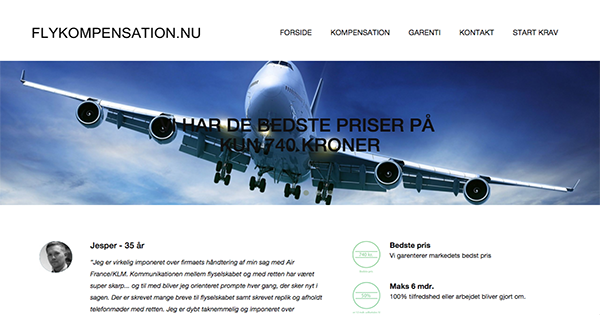 FLYKOMPENSATION.NU
FORSIDE KOMPENSATION GARENTI KONTAKT START KRAV
I HAR DE BEDSTE PRISER PÅ
KUN 740 KRONER
Jesper - 35 år
"Jeg er virkelig imponeret over firmaets håndtering af min sag med Air
France/KLM. Kommunikationen mellem flyselskabet og med retten har været
super skarp... og til med bliver jeg orienteret prompte hver gang, der sker nyt i
sagen. Der er skrevet mange breve til flyselskabet samt skrevet replik og afholdt
telefonmøder med retten. Jeg er dybt taknemmelig og imponeret over
740 kr.
Bedste pris
Vi garenterer markedets bedst pris
Maks 6 mdr.
100% tilfredshed eller arbejdet bliver gjort om.